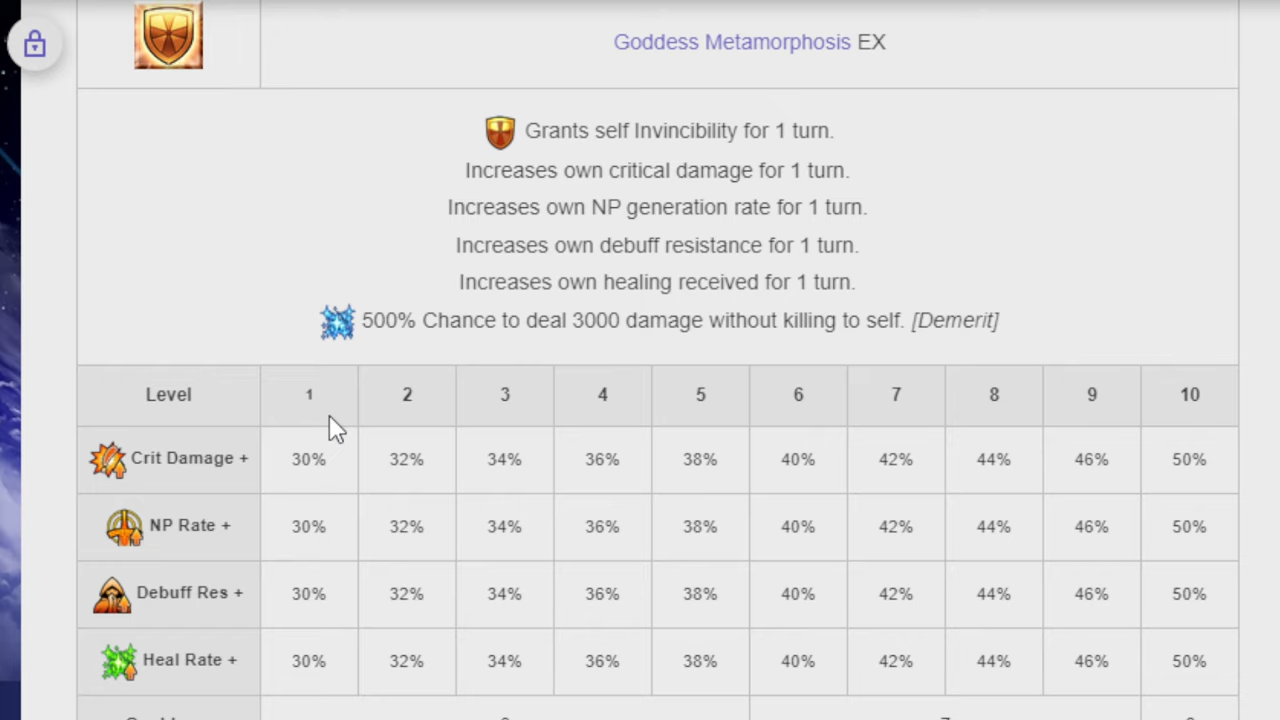 Goddess Metamorphosis EX
Grants self Invincibility for 1 turn.
Increases own critical damage for 1 turn.
Increases own NP generation rate for 1 turn.
Increases own debuff resistance for 1 turn.
Increases own healing received for 1 turn.
500% Chance to deal 3000 damage without killing to self. [Demerit]
Level 1 2 3 4 5 6 7 8 9 10
Crit Damage + 30% 32% 34% 36% 38% 40% 42% 44% 46% 50%
NP Rate + 30% 32% 34% 36% 38% 40% 42% 44% 46% 50%
Debuff Res + 30% 32% 34% 36% 38% 40% 42% 44% 46% 50%
Heal Rate + 30% 32% 34% 36% 38% 40% 42% 44% 46% 50%